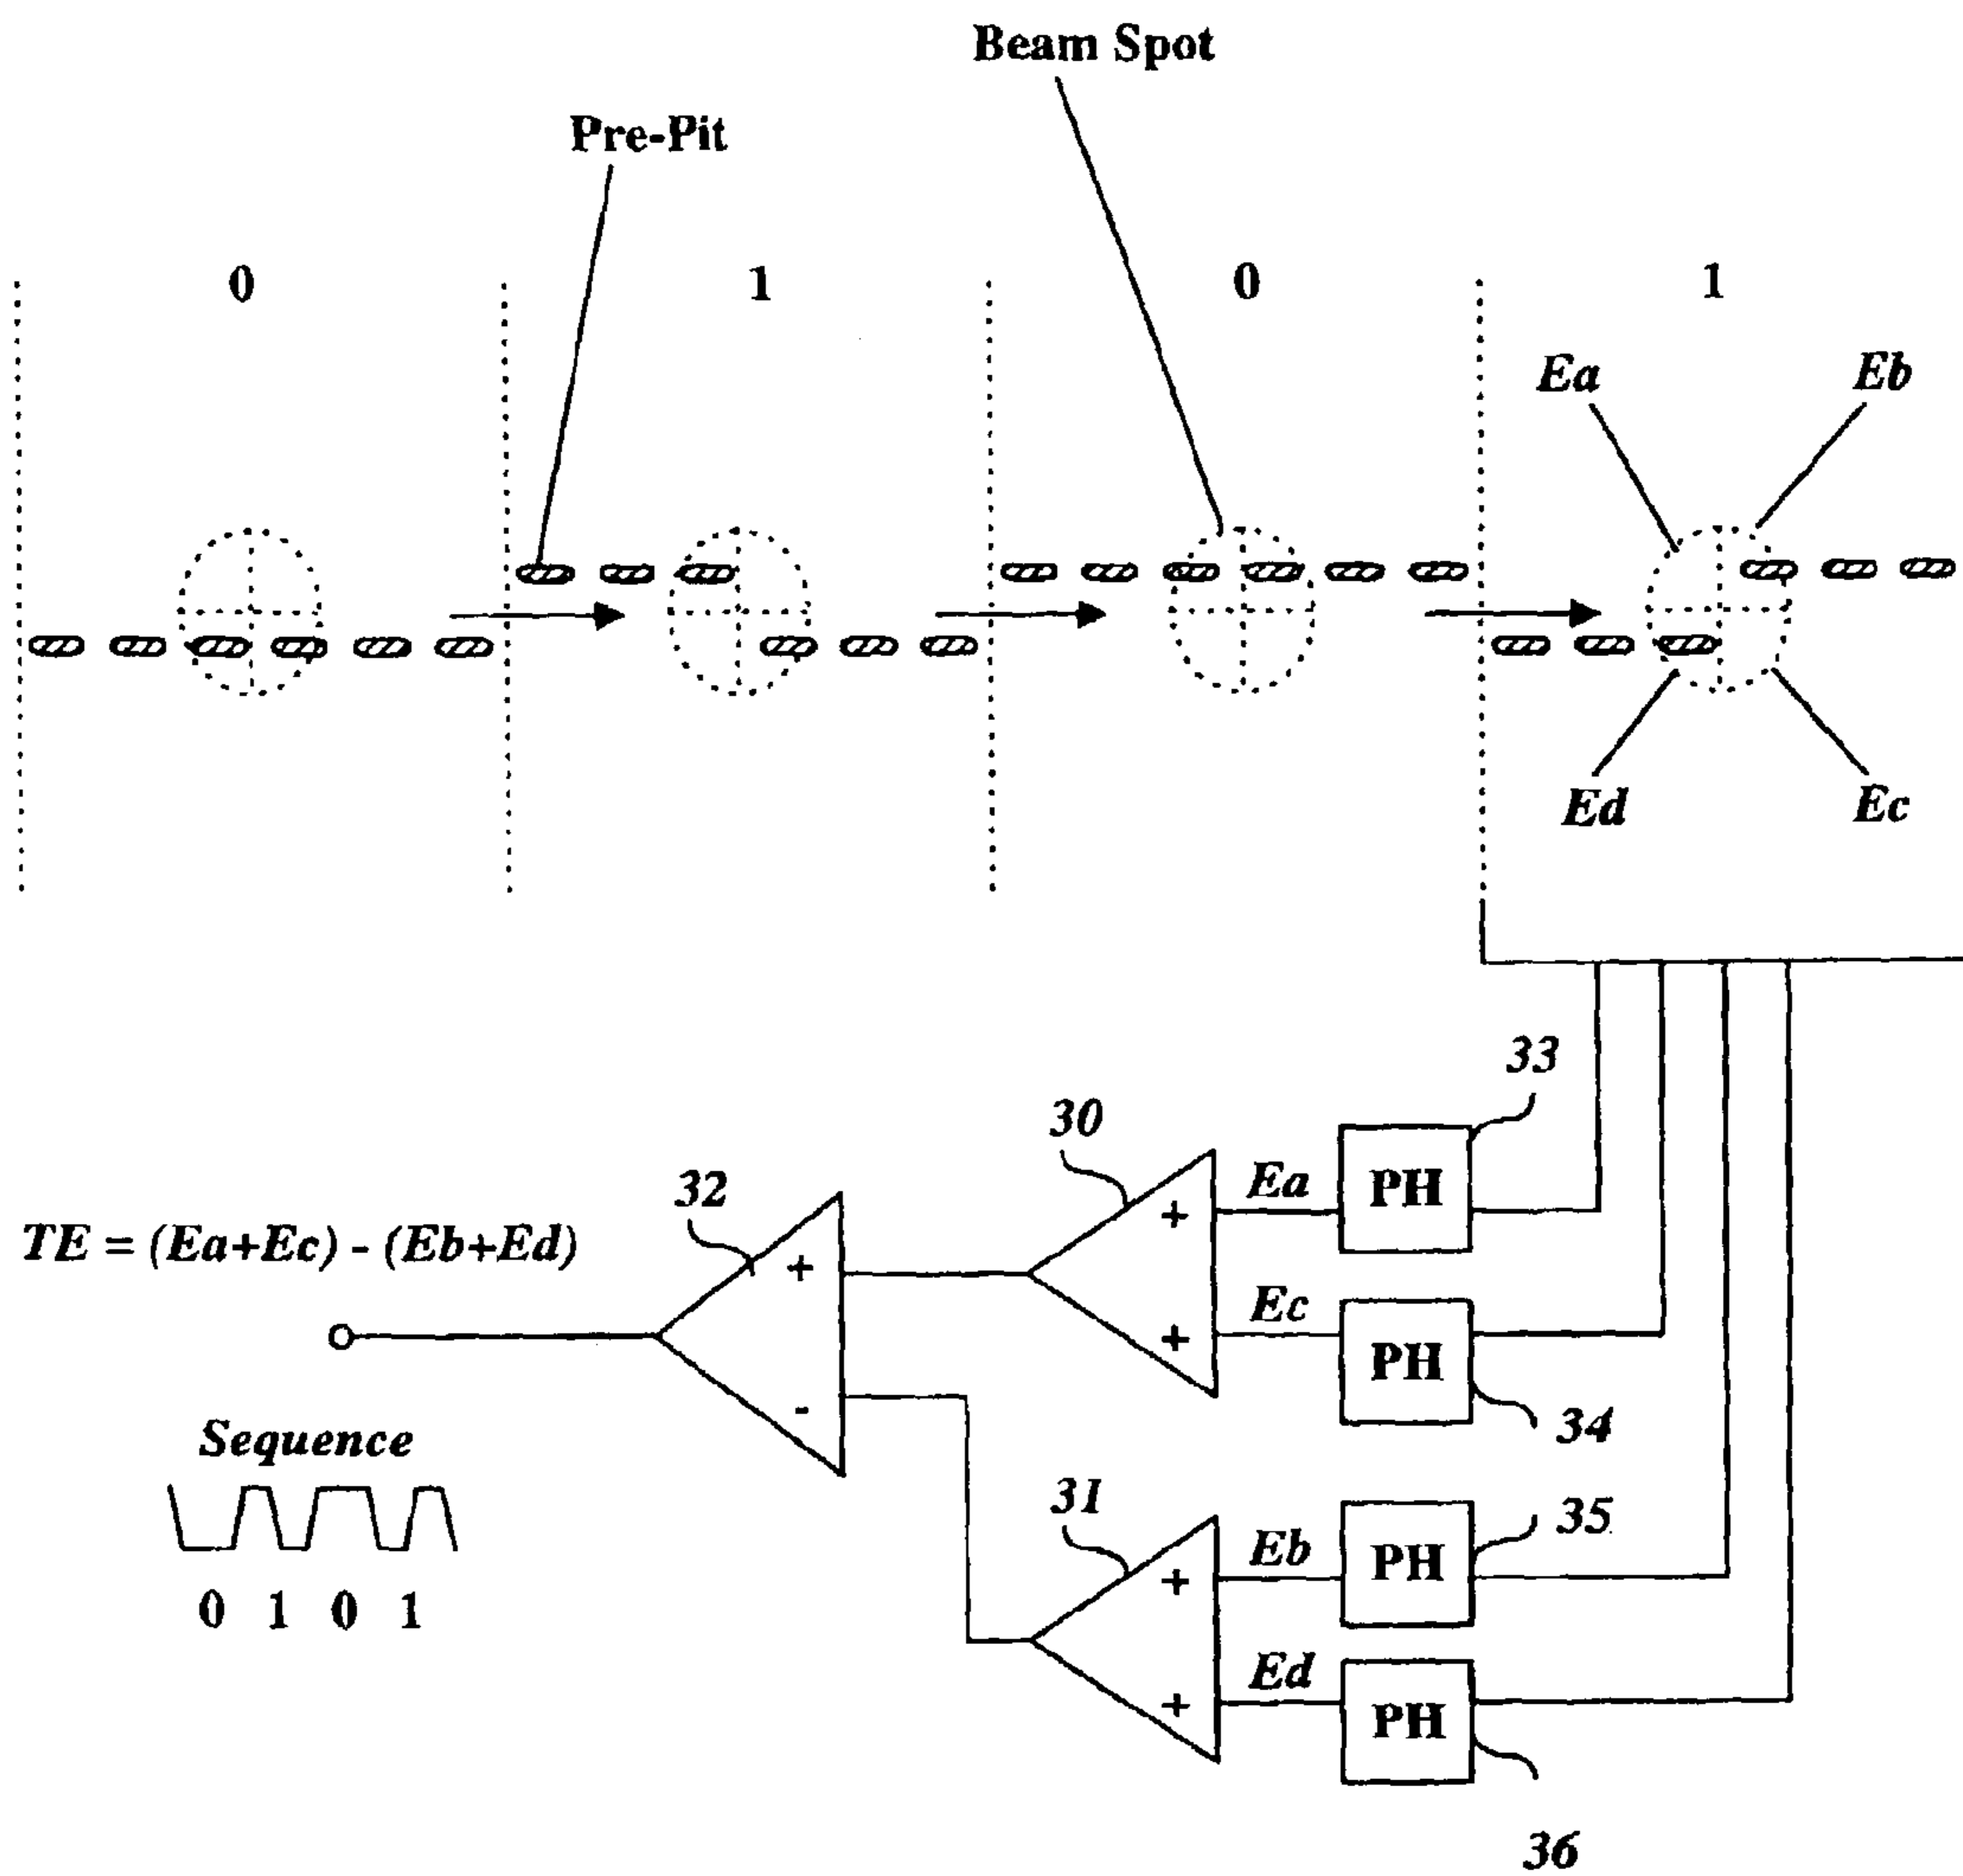 Beam Spot
Pre-Pit
0 1 0 1
Ea Eb
Ed Ec
33
30
32
Ea
PH
+
TE = (Ea+Ec) - (Eb+Ed)
+
Ec
+
PH
-
34
Sequence
31
35
Eb
PH
+
0 1 0 1
Ed
+
PH
36